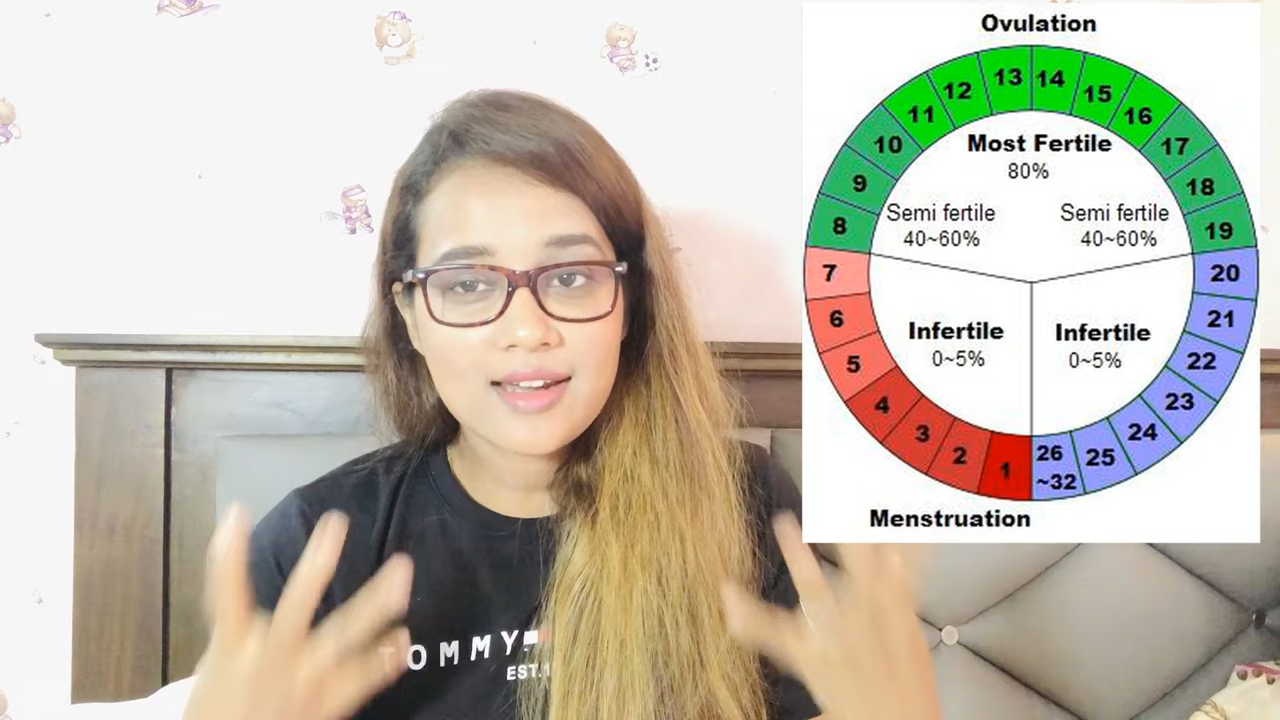 Ovulation
13 14
12 15
11 16
10 17
9 18
8 19
Most Fertile
80%
Semi fertile
40~60%
Semi fertile
40~60%
7 20
6 21
5 22
4 23
3 24
2 25
1 26
~32
Infertile
0~5%
Infertile
0~5%
Menstruation
TOMMY
EST.1